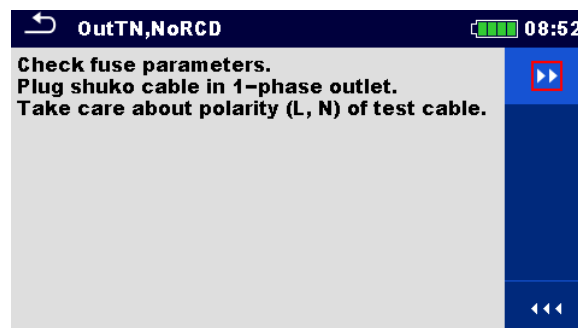 OutTN,NoRCD
08:52
Check fuse parameters.
Plug shuko cable in 1-phase outlet.
Take care about polarity (L, N) of test cable.